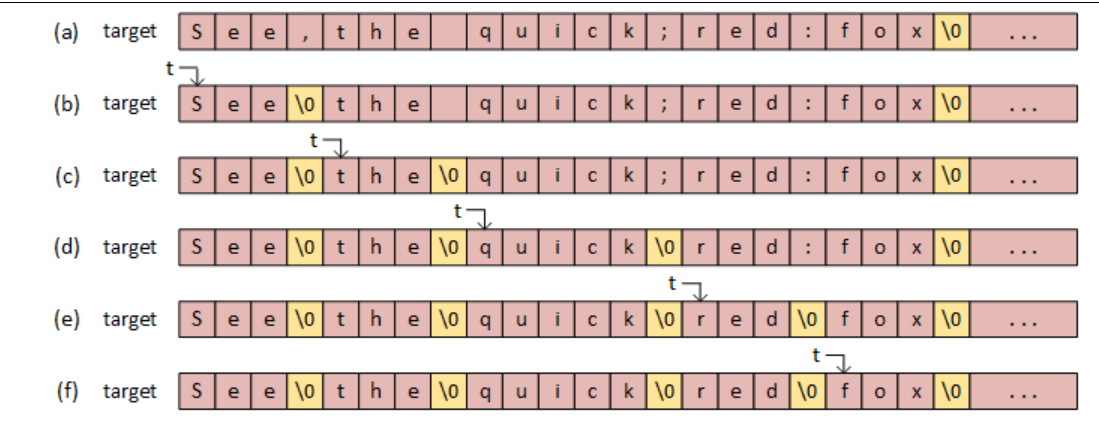 (a) target S e e , t h e q u i c k ; r e d : f o x \0 ...
t
(b) target S e e \0 t h e q u i c k ; r e d : f o x \0 ...
t
(c) target S e e \0 t h e \0 q u i c k ; r e d : f o x \0 ...
t
(d) target S e e \0 t h e \0 q u i c k \0 r e d : f o x \0 ...
t
(e) target S e e \0 t h e \0 q u i c k \0 r e d \0 f o x \0 ...
t
(f) target S e e \0 t h e \0 q u i c k \0 r e d \0 f o x \0 ...